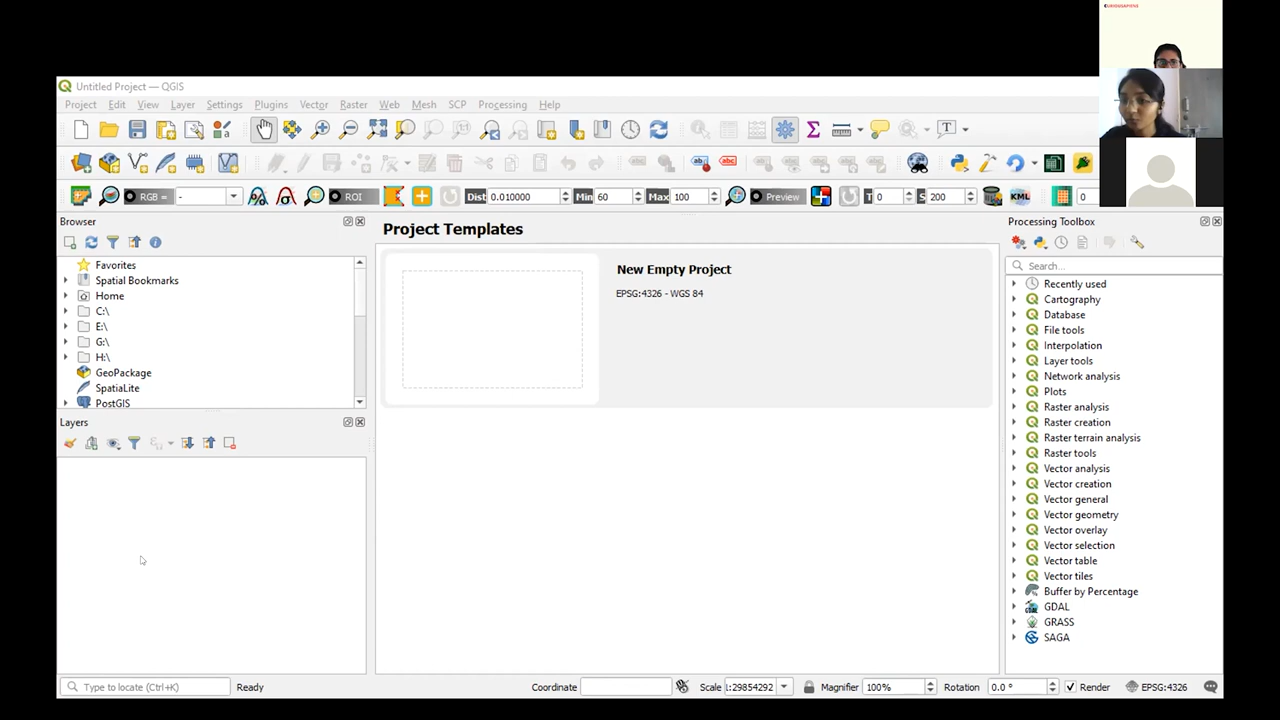 CURIOUSAPIENS
Untitled Project — QGIS
Project Edit View Layer Settings Plugins Vector Raster Web Mesh SCP Processing Help
RGB = - ROI Dist 0.010000 Min 60 Max 100 Preview T 0 S 200 KML 0
Browser
Favorites
Spatial Bookmarks
Home
C:\
E:\
G:\
H:\
GeoPackage
SpatiaLite
PostGIS
Layers
Project Templates
New Empty Project
EPSG:4326 - WGS 84
Processing Toolbox
Search...
Recently used
Cartography
Database
File tools
Interpolation
Layer tools
Network analysis
Plots
Raster analysis
Raster creation
Raster terrain analysis
Raster tools
Vector analysis
Vector creation
Vector general
Vector geometry
Vector overlay
Vector selection
Vector table
Vector tiles
Buffer by Percentage
GDAL
GRASS
SAGA
Type to locate (Ctrl+K) Ready Coordinate Scale 1:29854292 Magnifier 100% Rotation 0.0 ° Render EPSG:4326